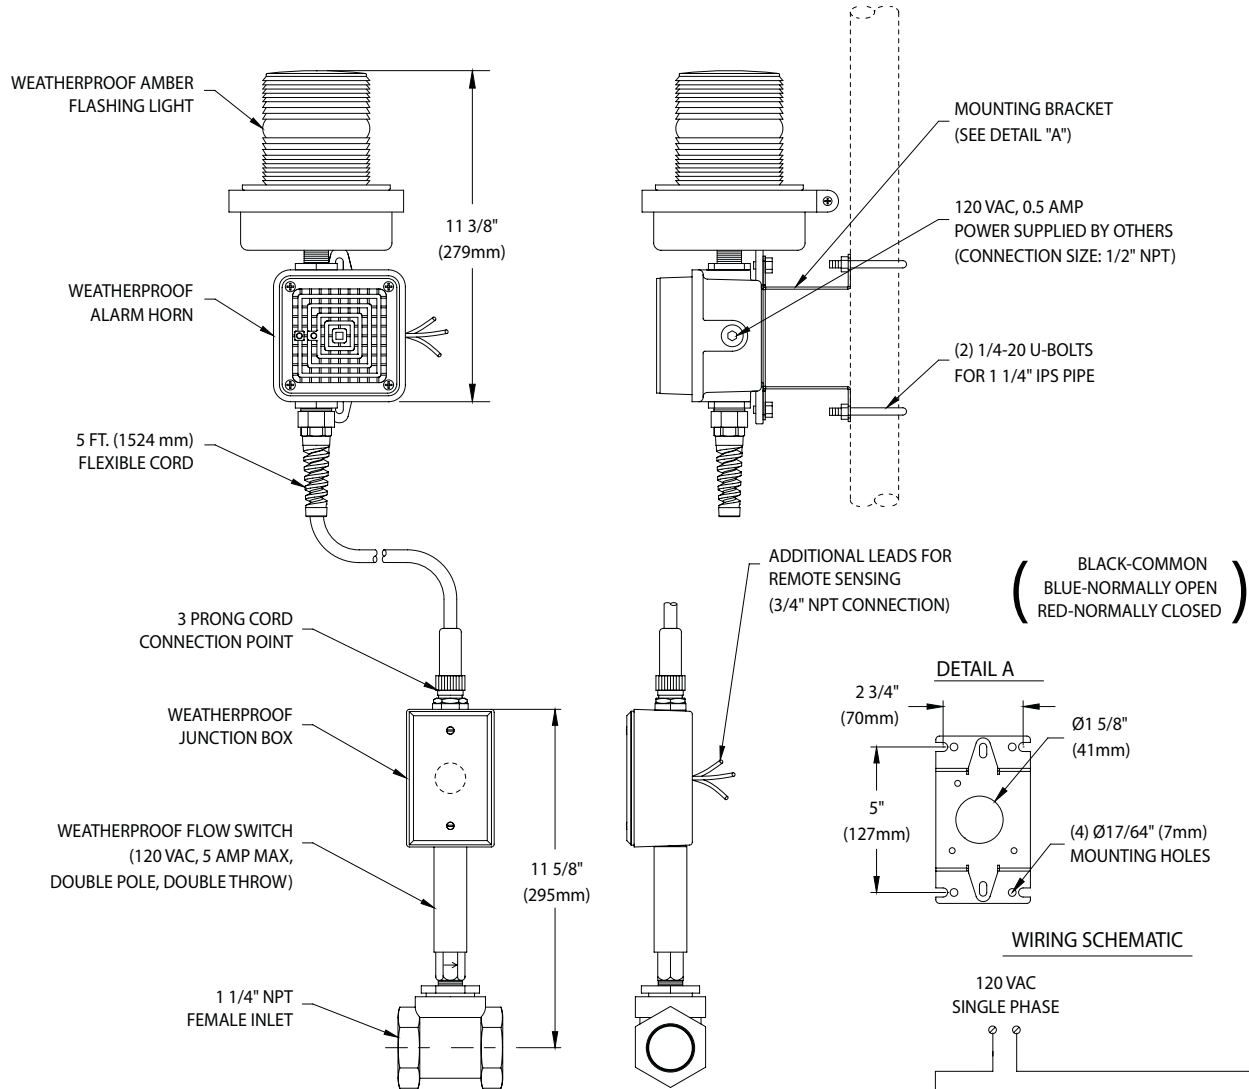 WEATHERPROOF AMBER
FLASHING LIGHT
11 3/8"
(279mm)
WEATHERPROOF
ALARM HORN
5 FT. (1524 mm)
FLEXIBLE CORD
MOUNTING BRACKET
(SEE DETAIL "A")
120 VAC, 0.5 AMP
POWER SUPPLIED BY OTHERS
(CONNECTION SIZE: 1/2" NPT)
(2) 1/4-20 U-BOLTS
FOR 1 1/4" IPS PIPE
3 PRONG CORD
CONNECTION POINT
WEATHERPROOF
JUNCTION BOX
WEATHERPROOF FLOW SWITCH
(120 VAC, 5 AMP MAX,
DOUBLE POLE, DOUBLE THROW)
11 5/8"
(295mm)
1 1/4" NPT
FEMALE INLET
ADDITIONAL LEADS FOR
REMOTE SENSING
(3/4" NPT CONNECTION)
( BLACK-COMMON
BLUE-NORMALLY OPEN
RED-NORMALLY CLOSED )
DETAIL A
2 3/4"
(70mm)
Ø1 5/8"
(41mm)
5"
(127mm)
(4) Ø17/64" (7mm)
MOUNTING HOLES
WIRING SCHEMATIC
120 VAC
SINGLE PHASE